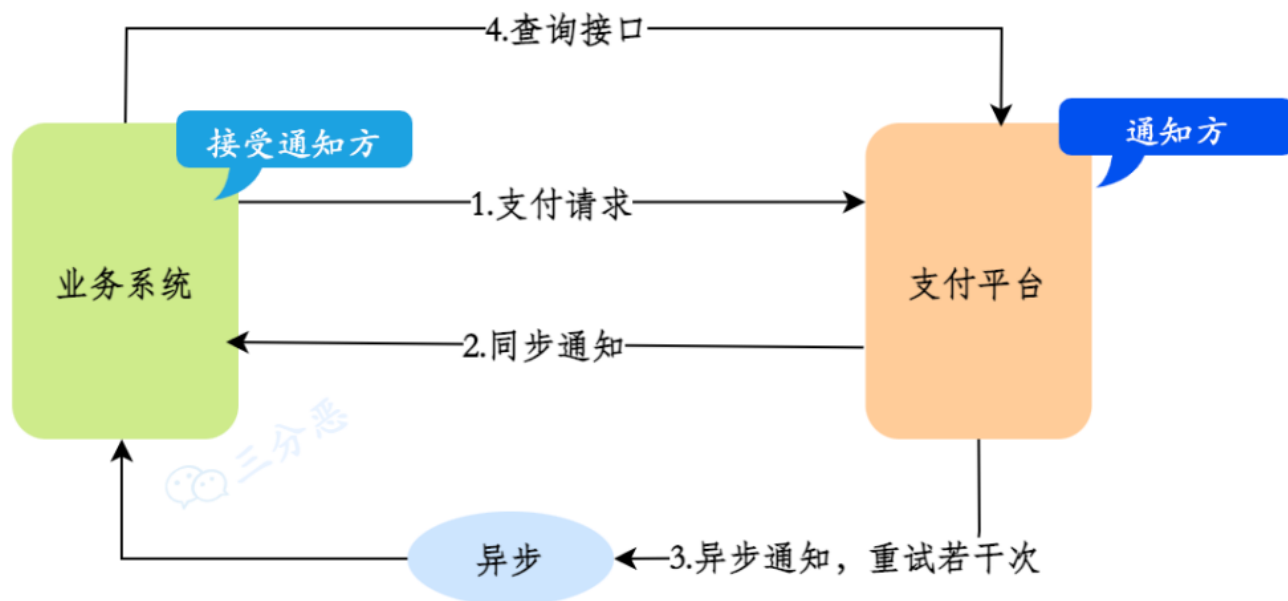 4.查询接口
接受通知方
通知方
1.支付请求
业务系统
支付平台
2.同步通知
三分恶
异步
3.异步通知，重试若干次